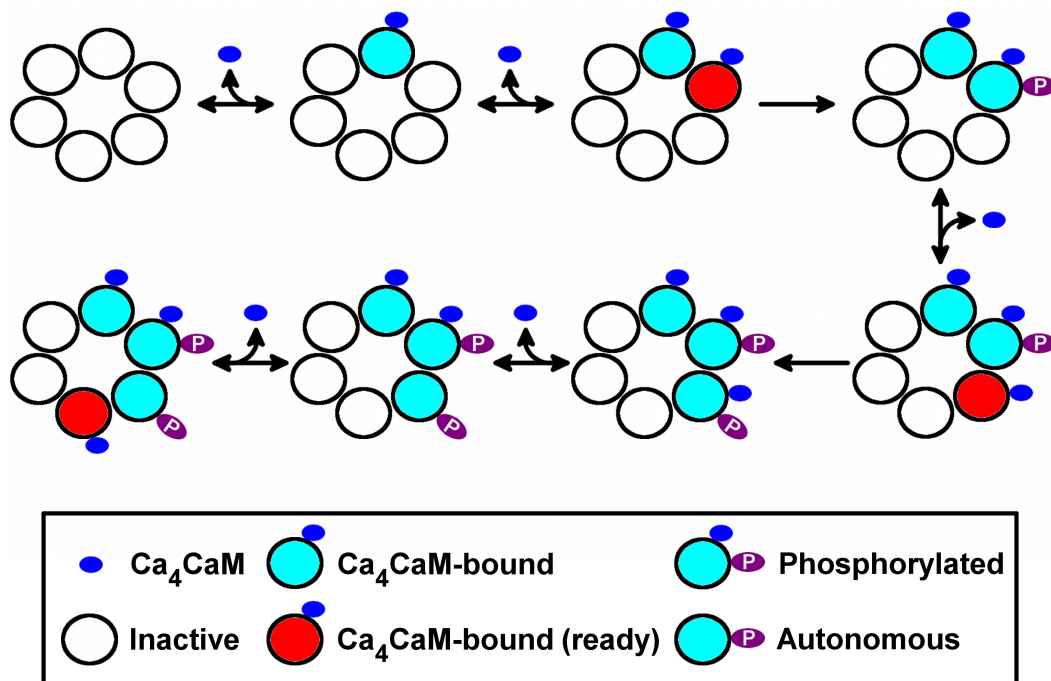 P
P
P P P P
P P P
Ca4CaM Ca4CaM-bound P Phosphorylated
Inactive Ca4CaM-bound (ready) P Autonomous